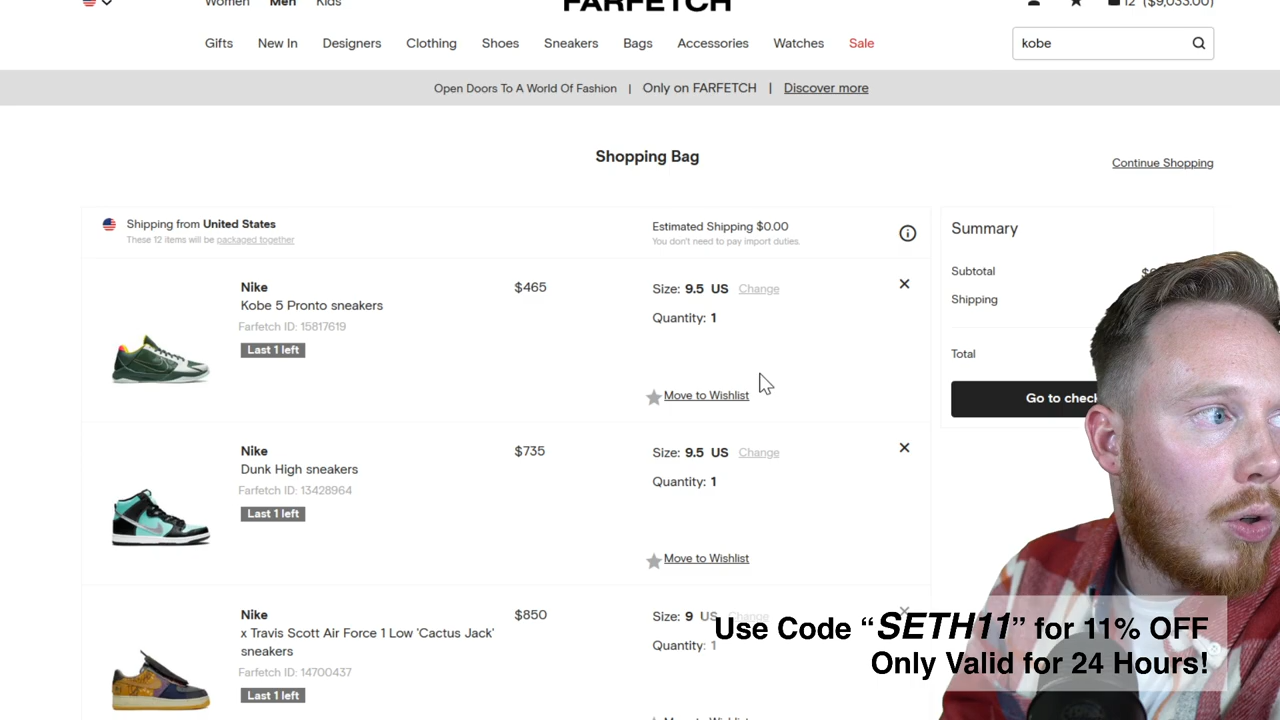 Women Men Kids
FARFETCH
12 ($9,033.00)
Gifts New In Designers Clothing Shoes Sneakers Bags Accessories Watches Sale
kobe
Open Doors To A World Of Fashion | Only on FARFETCH | Discover more
Shopping Bag
Continue Shopping
Shipping from United States
These 12 items will be packaged together
Estimated Shipping $0.00
You don't need to pay import duties.
Nike
Kobe 5 Pronto sneakers
Farfetch ID: 15817619
Last 1 left
$465
Size: 9.5 US Change
Quantity: 1
Move to Wishlist
Nike
Dunk High sneakers
Farfetch ID: 13428964
Last 1 left
$735
Size: 9.5 US Change
Quantity: 1
Move to Wishlist
Nike
x Travis Scott Air Force 1 Low 'Cactus Jack'
sneakers
Farfetch ID: 14700437
Last 1 left
$850
Size: 9 US Change
Quantity: 1
Move to Wishlist
Summary
Subtotal
Shipping
Total
Go to check
Use Code “SETH11” for 11% OFF
Only Valid for 24 Hours!